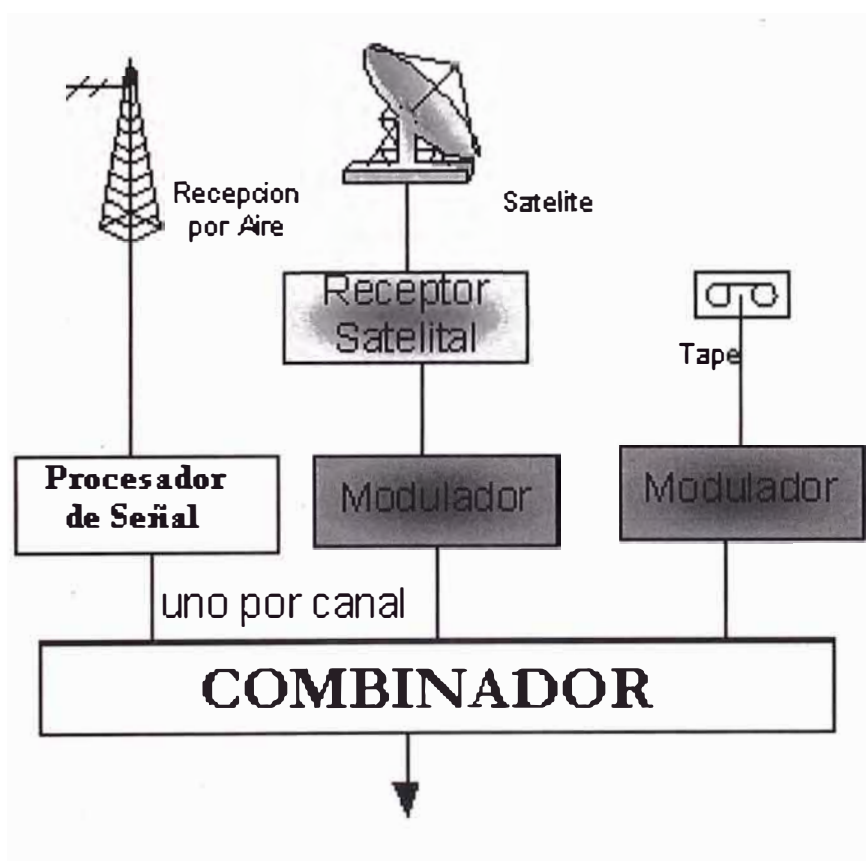 Recepcion
por Aire
Satelite
Receptor
Satelital
Tape
Procesador
de Señal
Modulador
Modulador
uno por canal
COMBINADOR